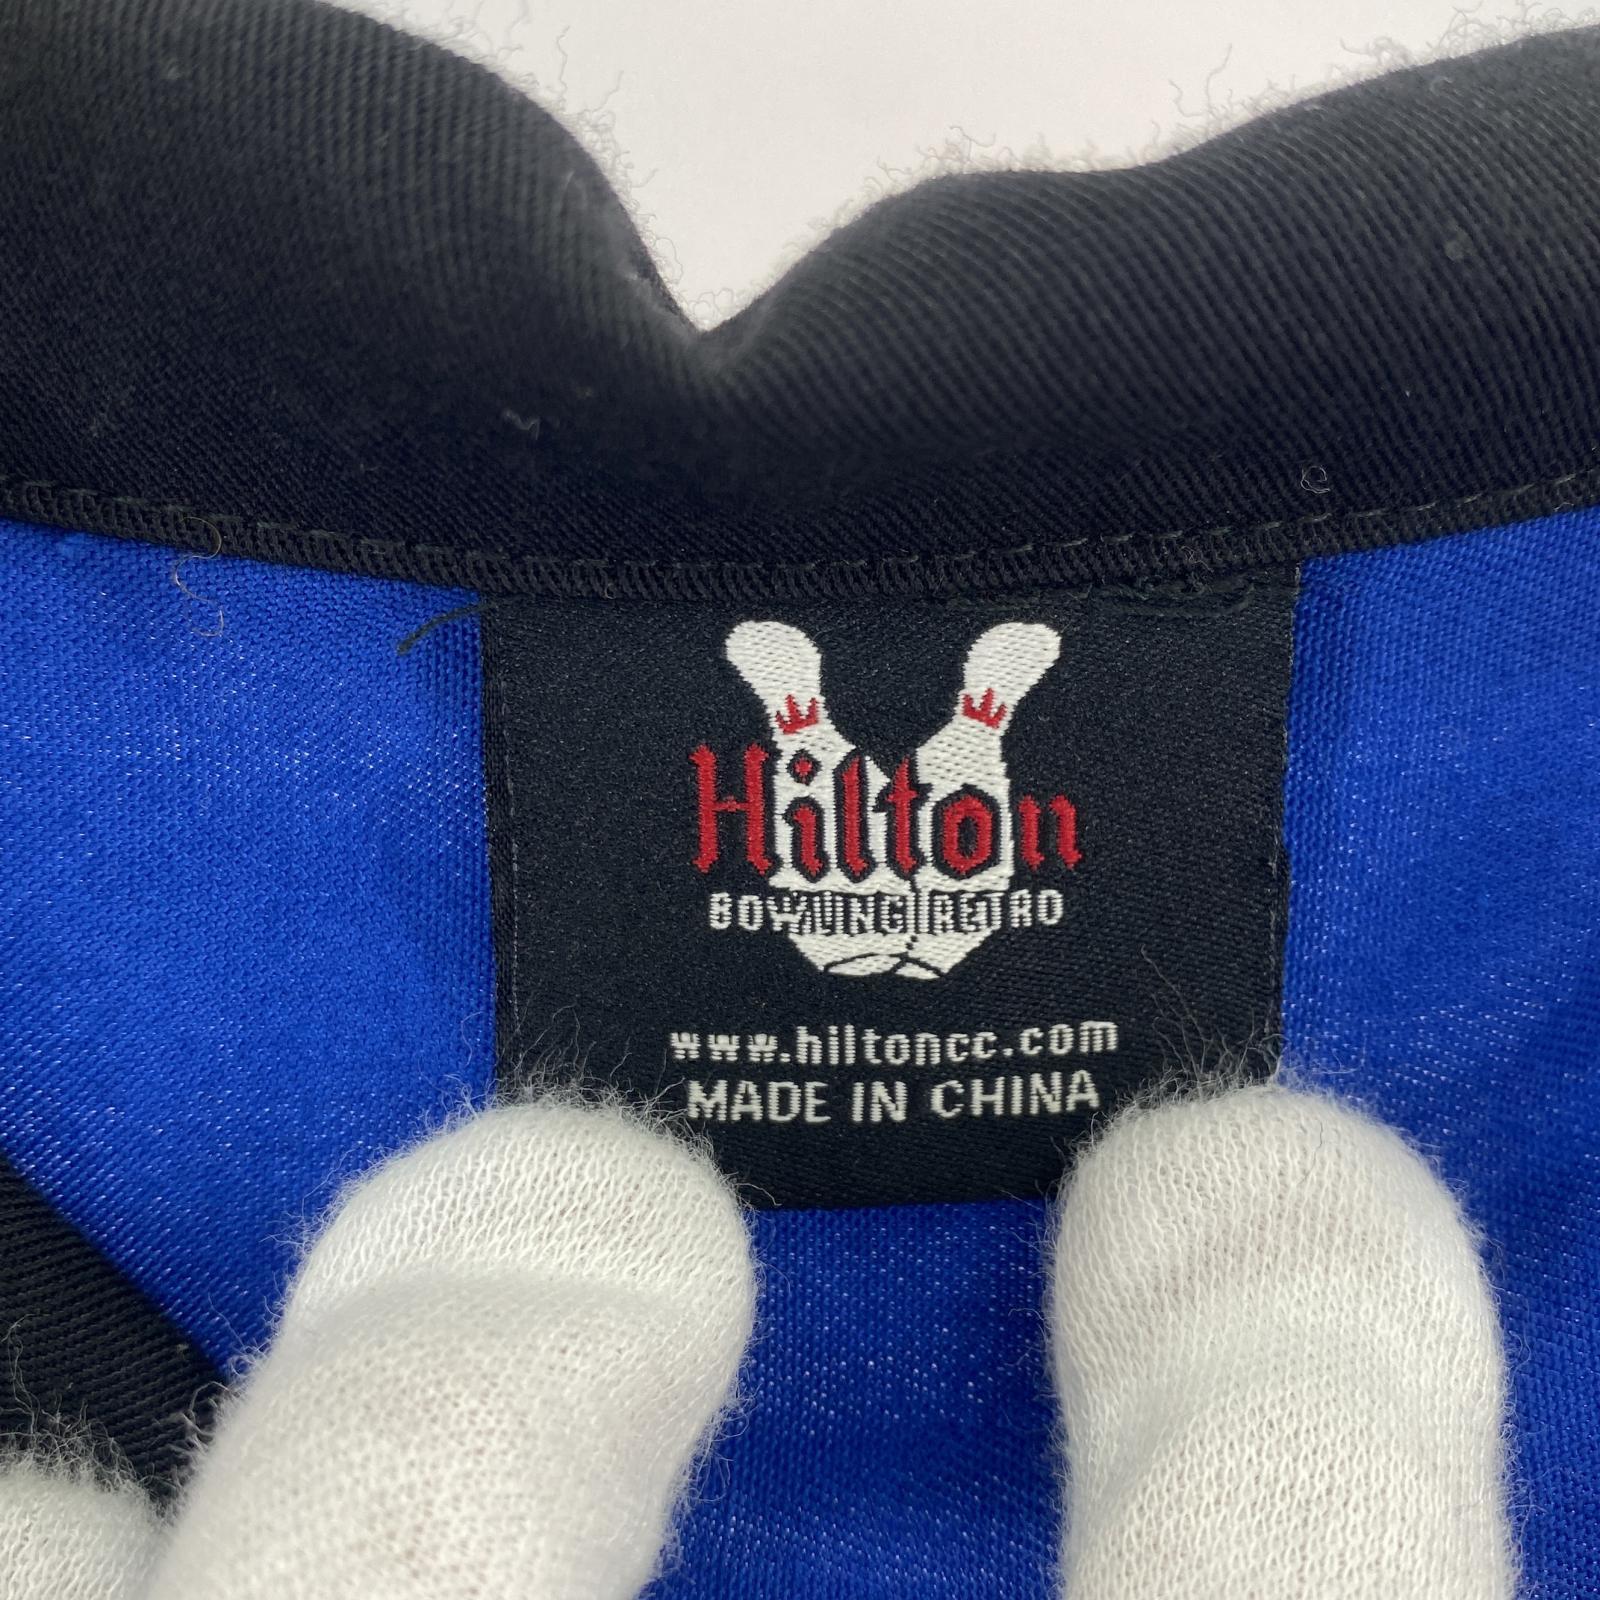 Hilton
BOWLING RETRO
www.hiltoncc.com
MADE IN CHINA